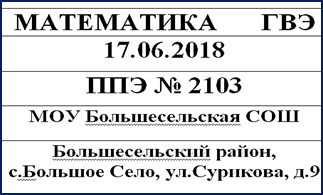 МАТЕМАТИКА ГВЭ
17.06.2018
ППЭ № 2103
МОУ Большесельская СОШ
Большесельский район,
с.Большое Село, ул.Сурикова, д.9